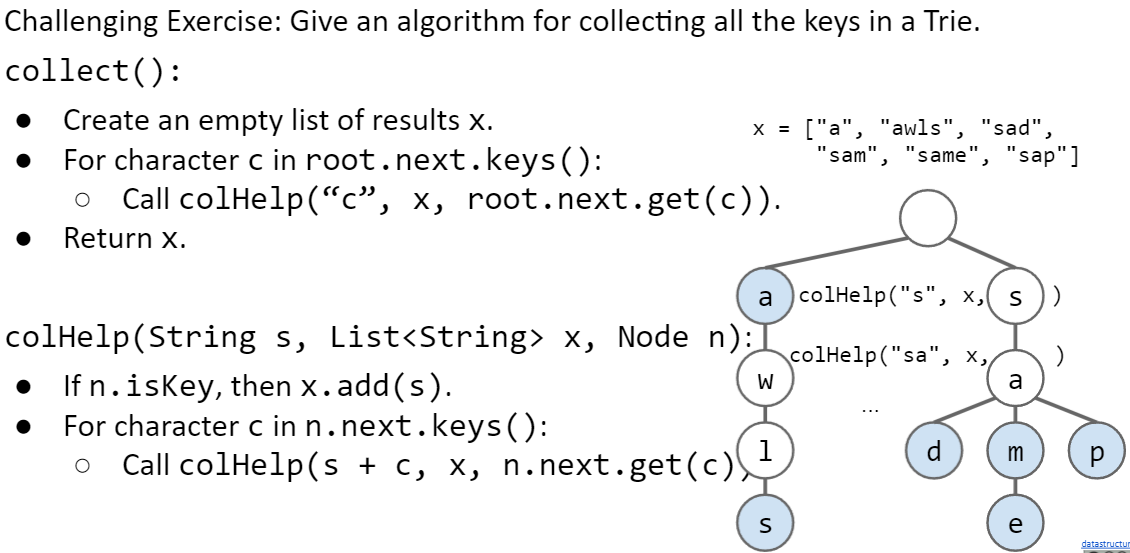 Challenging Exercise: Give an algorithm for collecting all the keys in a Trie.
collect():
● Create an empty list of results x.
● For character c in root.next.keys():
○ Call colHelp(“c”, x, root.next.get(c)).
● Return x.
x = ["a", "awls", "sad",
"sam", "same", "sap"]
colHelp(String s, List<String> x, Node n):
● If n.isKey, then x.add(s).
● For character c in n.next.keys():
○ Call colHelp(s + c, x, n.next.get(c)
a colHelp("s", x, s )
w colHelp("sa", x, a )
...
l d m p
s e
datastructur